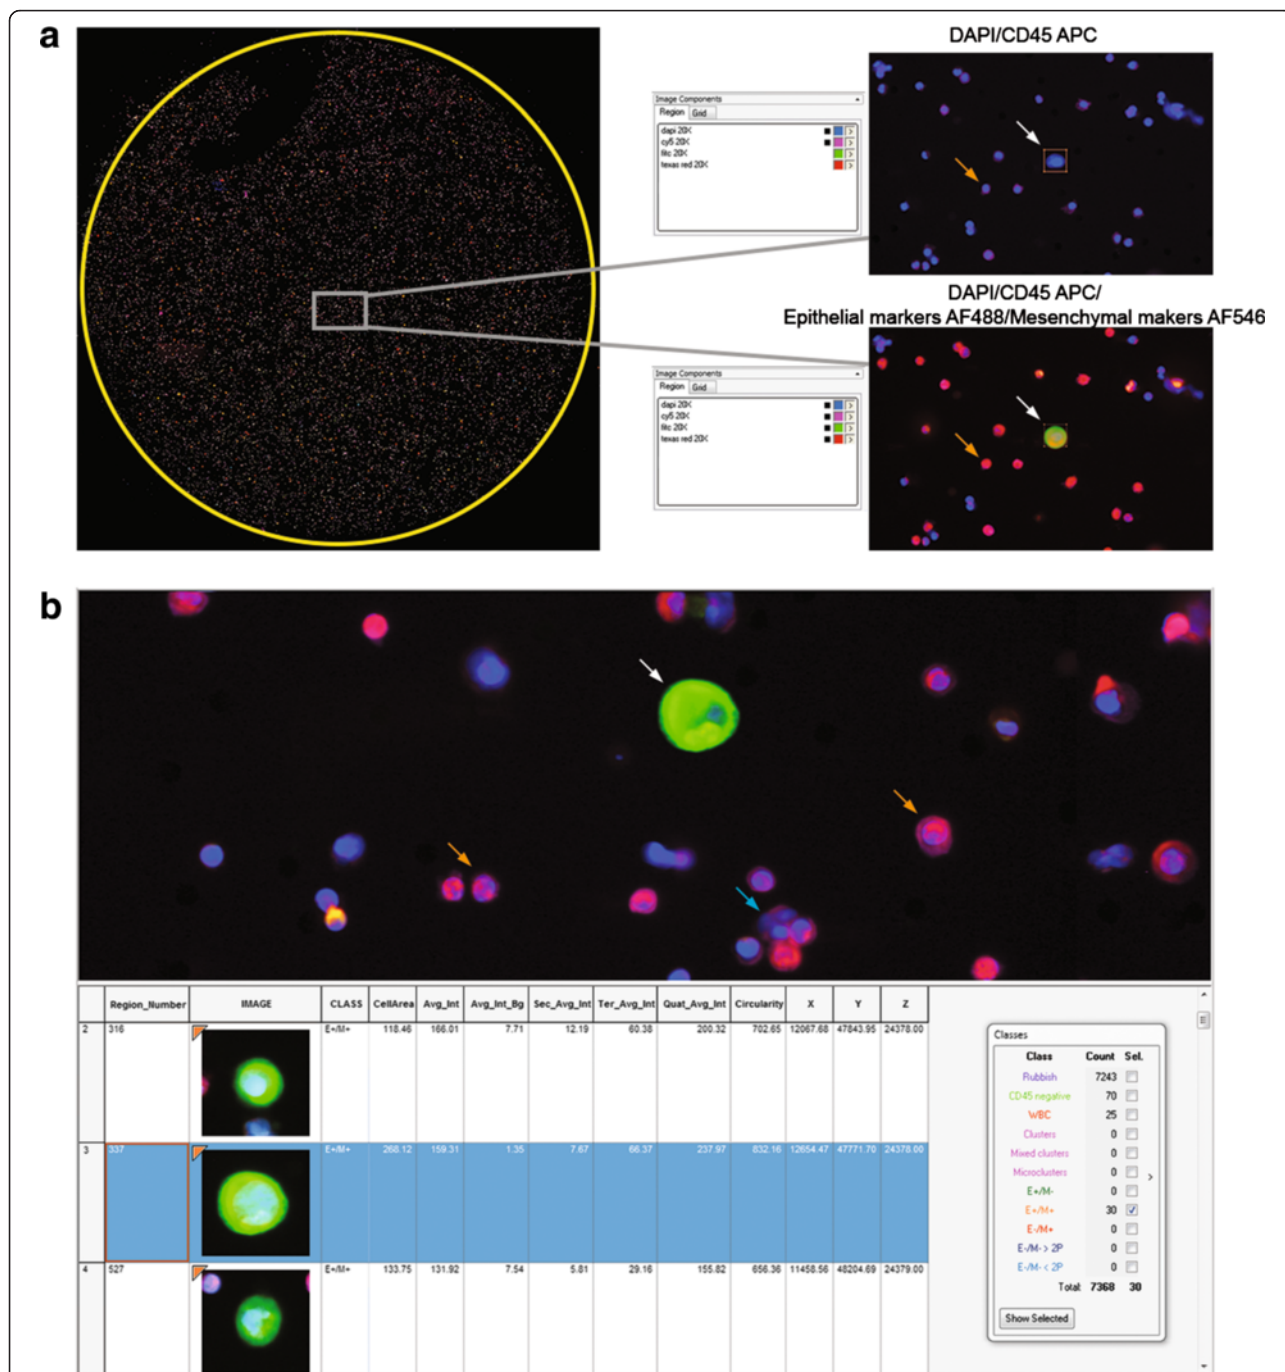 a
DAPI/CD45 APC
Image Components
Region Grid
dapi 20X
cy5 20X
fitc 20X
texas red 20X
DAPI/CD45 APC/
Epithelial markers AF488/Mesenchymal makers AF546
Image Components
Region Grid
dapi 20X
cy5 20X
fitc 20X
texas red 20X
b
Region_Number IMAGE CLASS CellArea Avg_Int Avg_Int_Bg Sec_Avg_Int Ter_Avg_Int Quat_Avg_Int Circularity X Y Z
2 316 E+/M+ 118.46 166.01 7.71 12.19 60.38 200.32 702.65 12067.68 47843.95 24378.00
3 337 E+/M+ 268.12 159.31 1.35 7.67 66.37 237.97 832.16 12654.47 47771.70 24378.00
4 527 E+/M+ 133.75 131.92 7.54 5.81 29.16 155.82 656.36 11458.56 48204.69 24379.00
Classes
Class Count Sel.
Rubbish 7243
CD45 negative 70
WBC 25
Clusters 0
Mixed clusters 0
Microclusters 0
E+/M- 0
E+/M+ 30
E-/M+ 0
E-/M- > 2P 0
E-/M- < 2P 0
Total: 7368 30
Show Selected